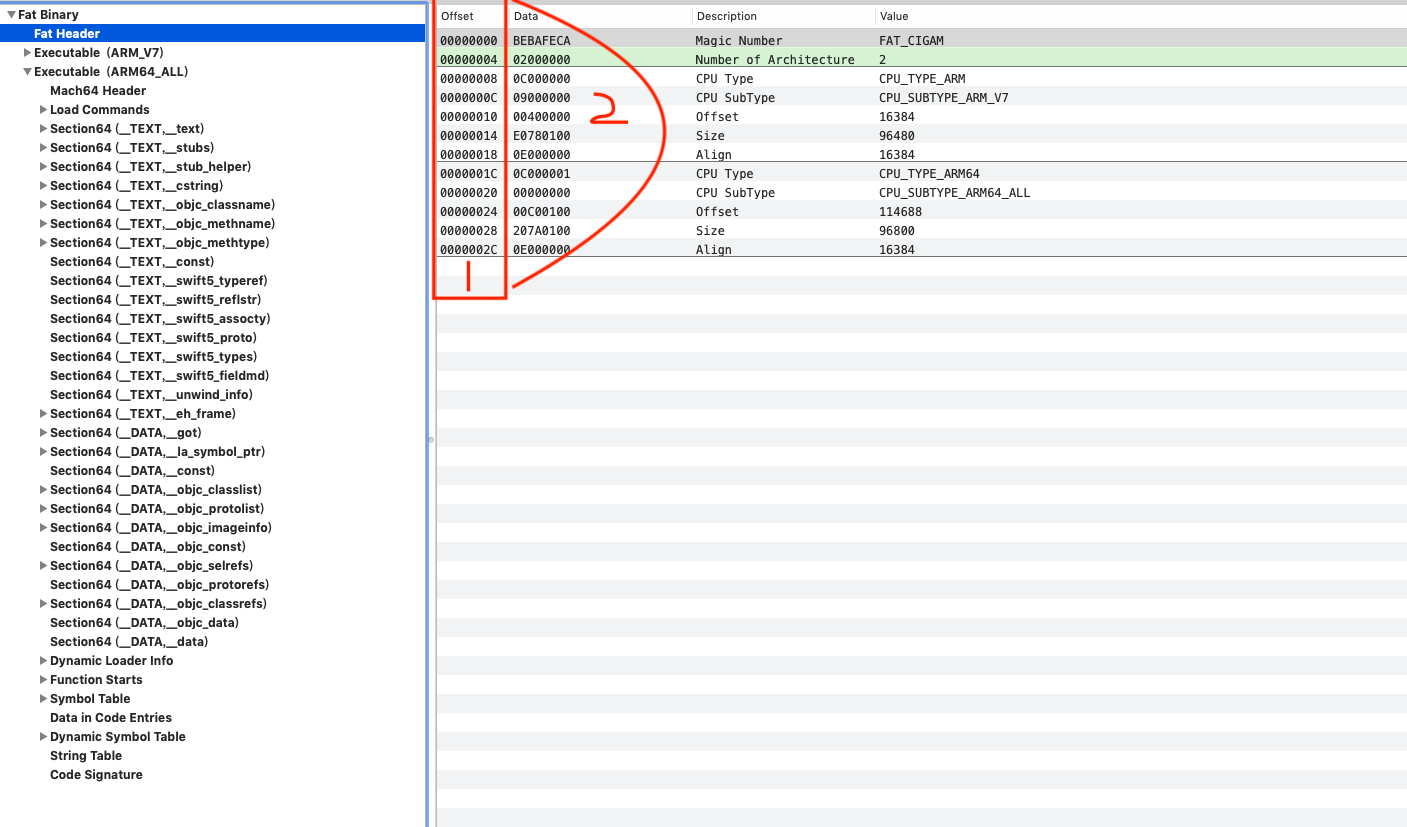 Fat Binary
Fat Header
Executable (ARM_V7)
Executable (ARM64_ALL)
Mach64 Header
Load Commands
Section64 (__TEXT,__text)
Section64 (__TEXT,__stubs)
Section64 (__TEXT,__stub_helper)
Section64 (__TEXT,__cstring)
Section64 (__TEXT,__objc_classname)
Section64 (__TEXT,__objc_methname)
Section64 (__TEXT,__objc_methtype)
Section64 (__TEXT,__const)
Section64 (__TEXT,__swift5_typeref)
Section64 (__TEXT,__swift5_reflstr)
Section64 (__TEXT,__swift5_assocty)
Section64 (__TEXT,__swift5_proto)
Section64 (__TEXT,__swift5_types)
Section64 (__TEXT,__swift5_fieldmd)
Section64 (__TEXT,__unwind_info)
Section64 (__TEXT,__eh_frame)
Section64 (__DATA,__got)
Section64 (__DATA,__la_symbol_ptr)
Section64 (__DATA,__const)
Section64 (__DATA,__objc_classlist)
Section64 (__DATA,__objc_protolist)
Section64 (__DATA,__objc_imageinfo)
Section64 (__DATA,__objc_const)
Section64 (__DATA,__objc_selrefs)
Section64 (__DATA,__objc_protorefs)
Section64 (__DATA,__objc_classrefs)
Section64 (__DATA,__objc_data)
Section64 (__DATA,__data)
Dynamic Loader Info
Function Starts
Symbol Table
Data in Code Entries
Dynamic Symbol Table
String Table
Code Signature
Offset Data Description Value
00000000 BEBAFECA Magic Number FAT_CIGAM
00000004 02000000 Number of Architecture 2
00000008 0C000000 CPU Type CPU_TYPE_ARM
0000000C 09000000 CPU SubType CPU_SUBTYPE_ARM_V7
00000010 00400000 Offset 16384
00000014 E0780100 Size 96480
00000018 0E000000 Align 16384
0000001C 0C000001 CPU Type CPU_TYPE_ARM64
00000020 00000000 CPU SubType CPU_SUBTYPE_ARM64_ALL
00000024 00C00100 Offset 114688
00000028 207A0100 Size 96800
0000002C 0E000000 Align 16384
1
2